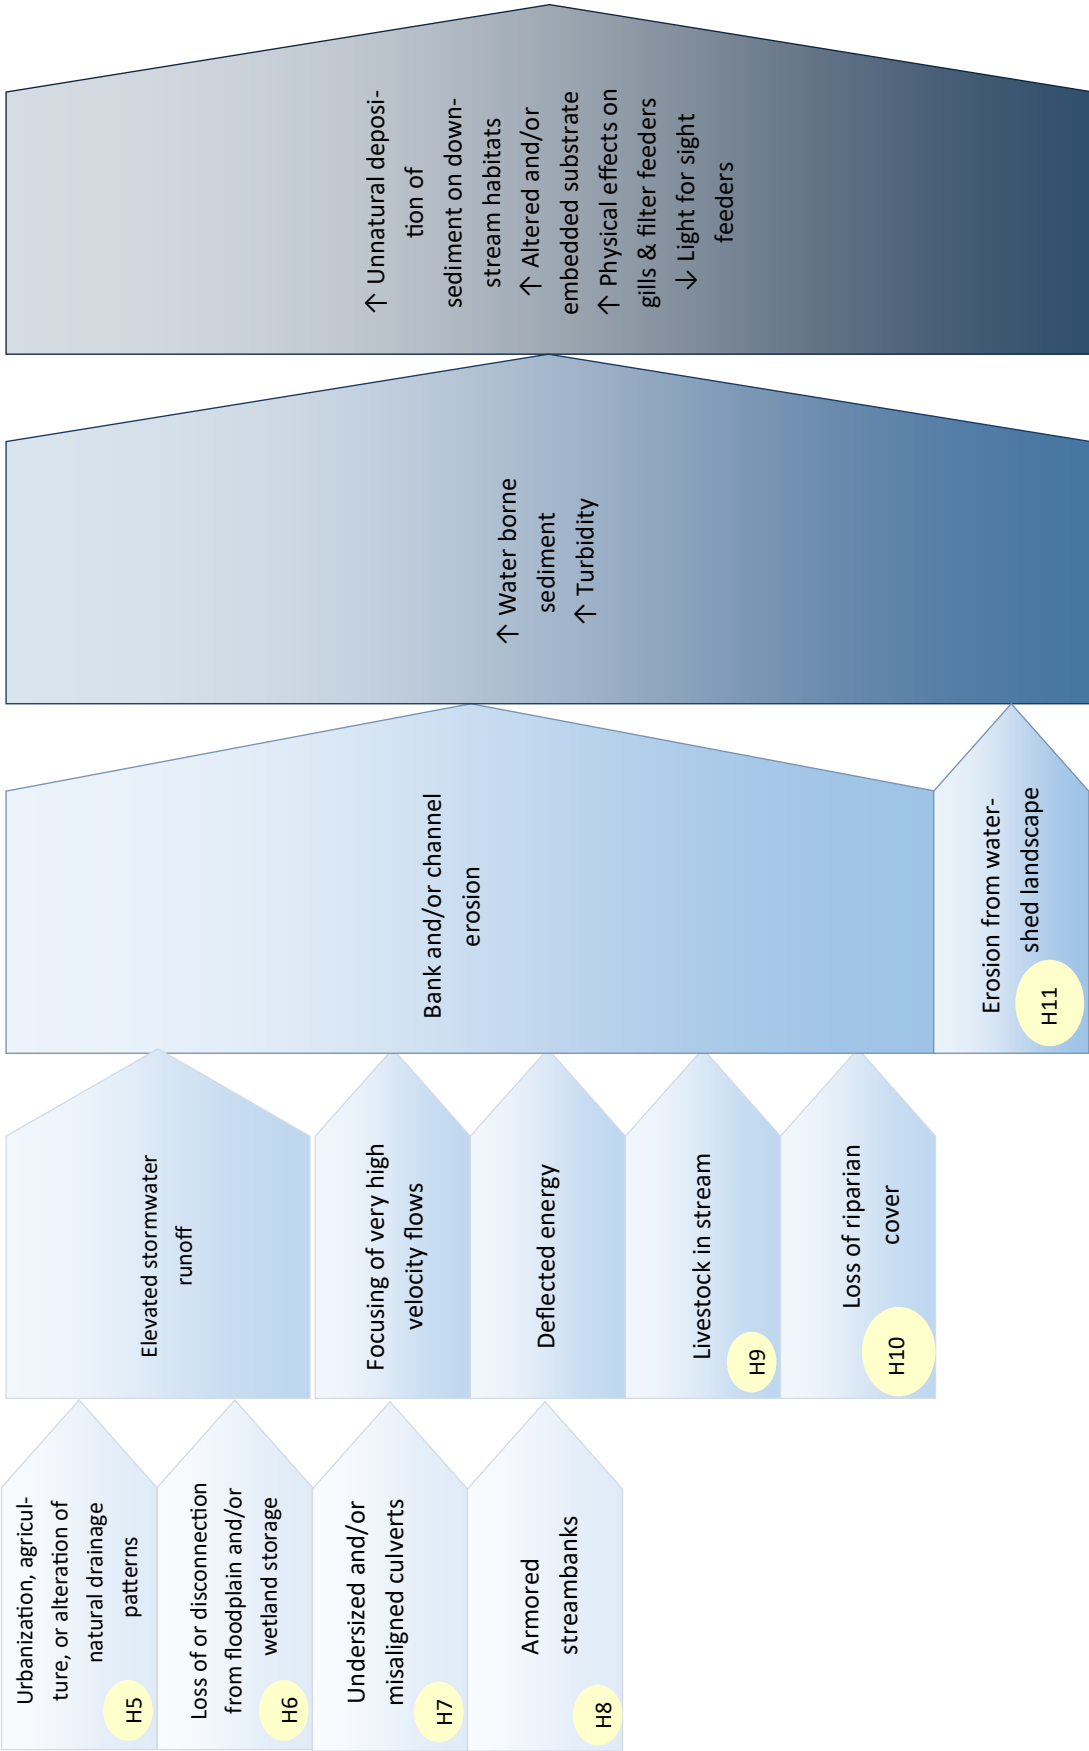 Urbanization, agricul-
ture, or alteration of
natural drainage
patterns
H5
Loss of or disconnection
from floodplain and/or
wetland storage
H6
Undersized and/or
misaligned culverts
H7
Armored
streambanks
H8
Elevated stormwater
runoff
Focusing of very high
velocity flows
Deflected energy
Livestock in stream
H9
Loss of riparian
cover
H10
Bank and/or channel
erosion
Erosion from water-
shed landscape
H11
↑ Water borne
sediment
↑ Turbidity
↑ Unnatural deposi-
tion of
sediment on down-
stream habitats
↑ Altered and/or
embedded substrate
↑ Physical effects on
gills & filter feeders
↓ Light for sight
feeders